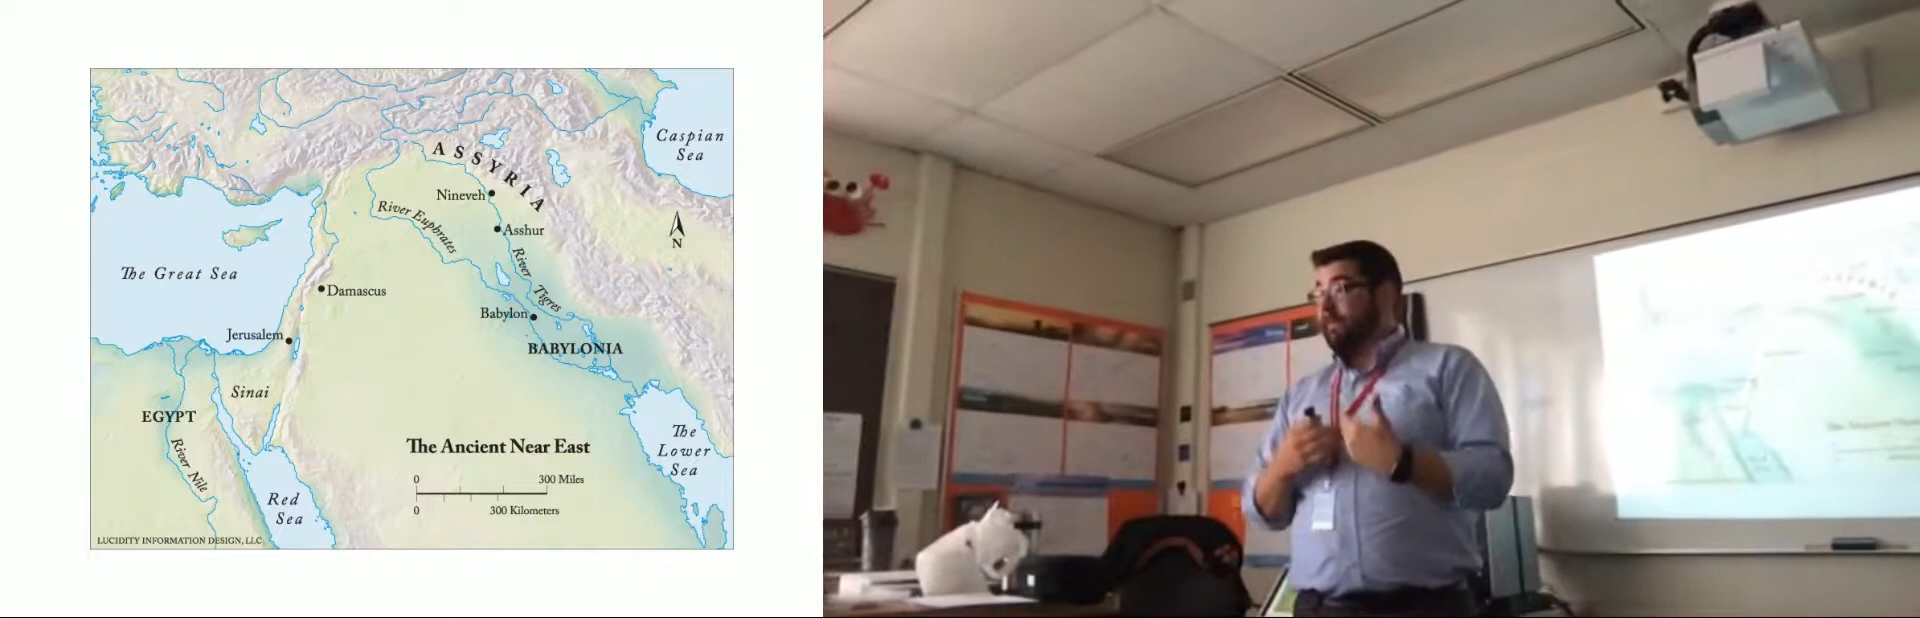 Caspian
Sea
ASSYRIA
Nineveh
River Euphrates
Asshur
N
River
Tigres
The Great Sea
Damascus
Babylon
Jerusalem
BABYLONIA
Sinai
EGYPT
River Nile
The Ancient Near East
The
Lower
Sea
0 300 Miles
0 300 Kilometers
Red
Sea
LUCIDITY INFORMATION DESIGN, LLC